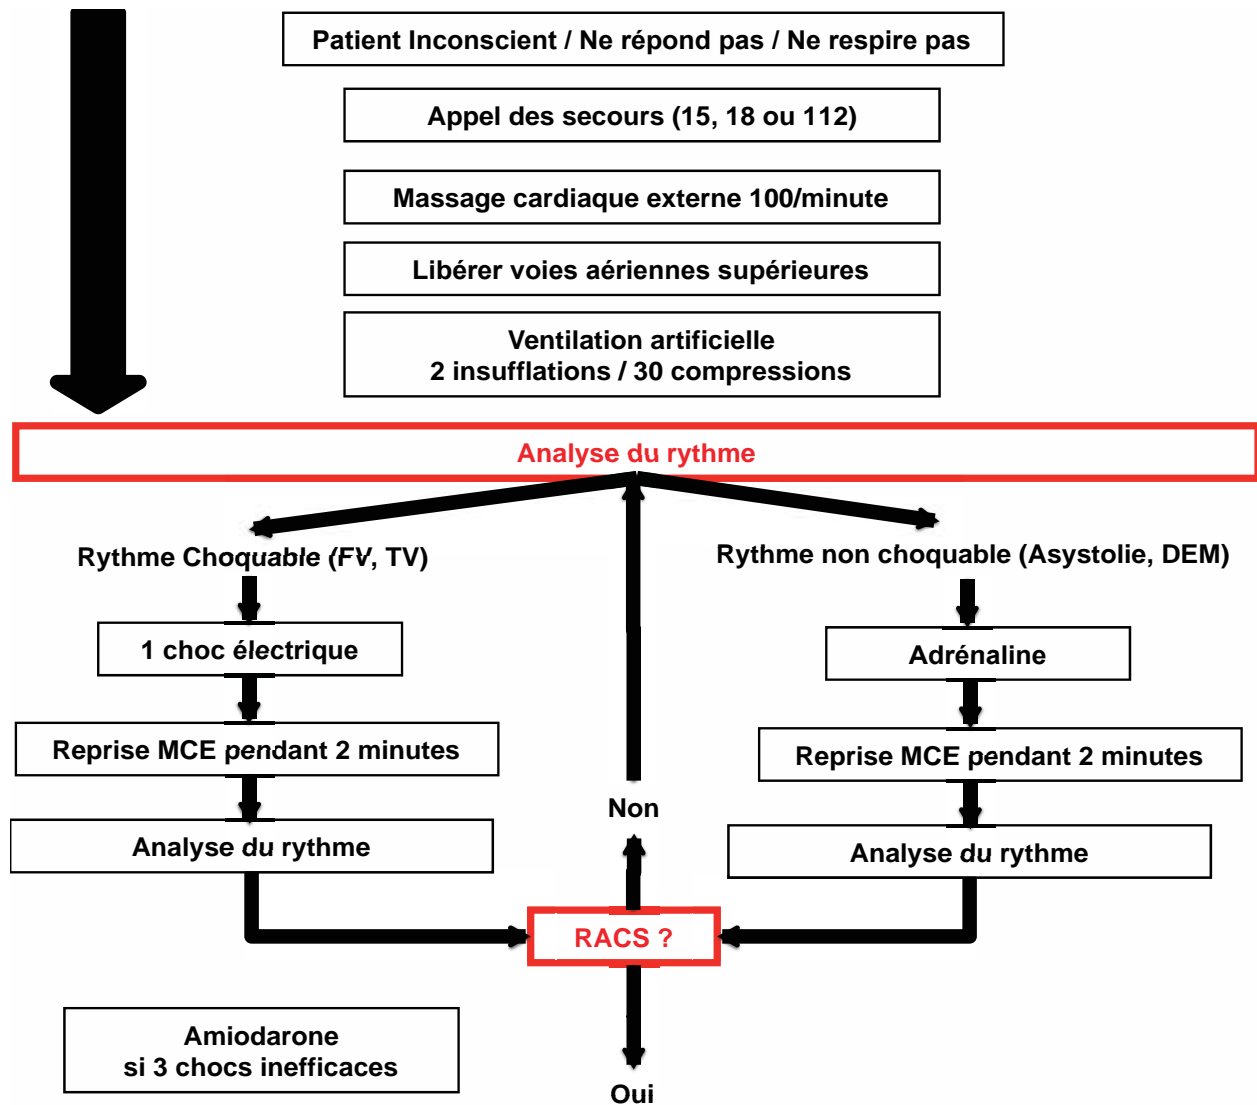 Patient Inconscient / Ne répond pas / Ne respire pas
Appel des secours (15, 18 ou 112)
Massage cardiaque externe 100/minute
Libérer voies aériennes supérieures
Ventilation artificielle
2 insufflations / 30 compressions
Analyse du rythme
Rythme Choquable (FV, TV)
Rythme non choquable (Asystolie, DEM)
1 choc électrique
Adrénaline
Reprise MCE pendant 2 minutes
Reprise MCE pendant 2 minutes
Non
Analyse du rythme
Analyse du rythme
RACS ?
Amiodarone
si 3 chocs inefficaces
Oui